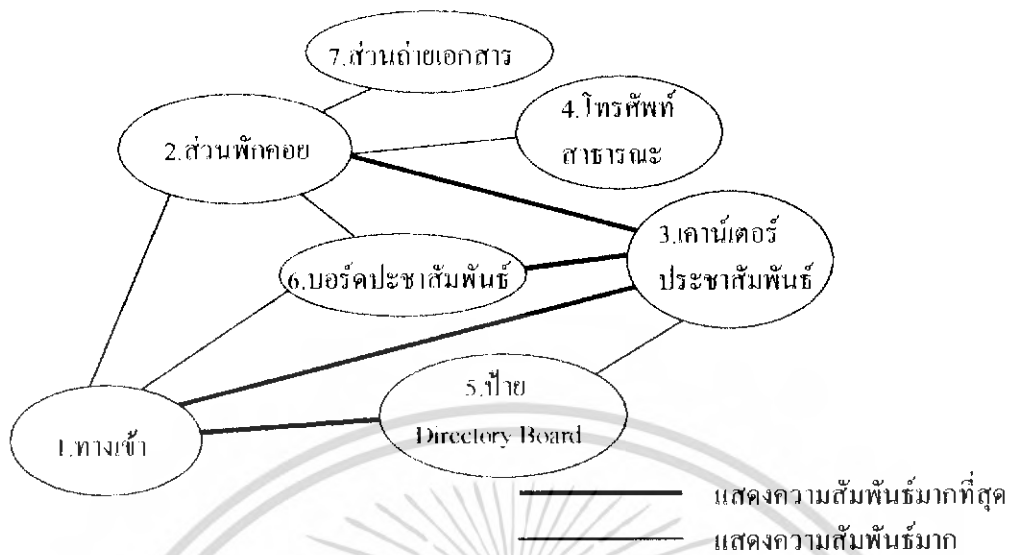 7.ส่วนถ่ายเอกสาร
4.โทรศัพท์
สาธารณะ
2.ส่วนพักคอย
3.เคาน์เตอร์
ประชาสัมพันธ์
6.บอร์ดปะชาสัมพันธ์
5.ป้าย
Directory Board
1.ทางเข้า
แสดงความสัมพันธ์มากที่สุด
แสดงความสัมพันธ์มาก